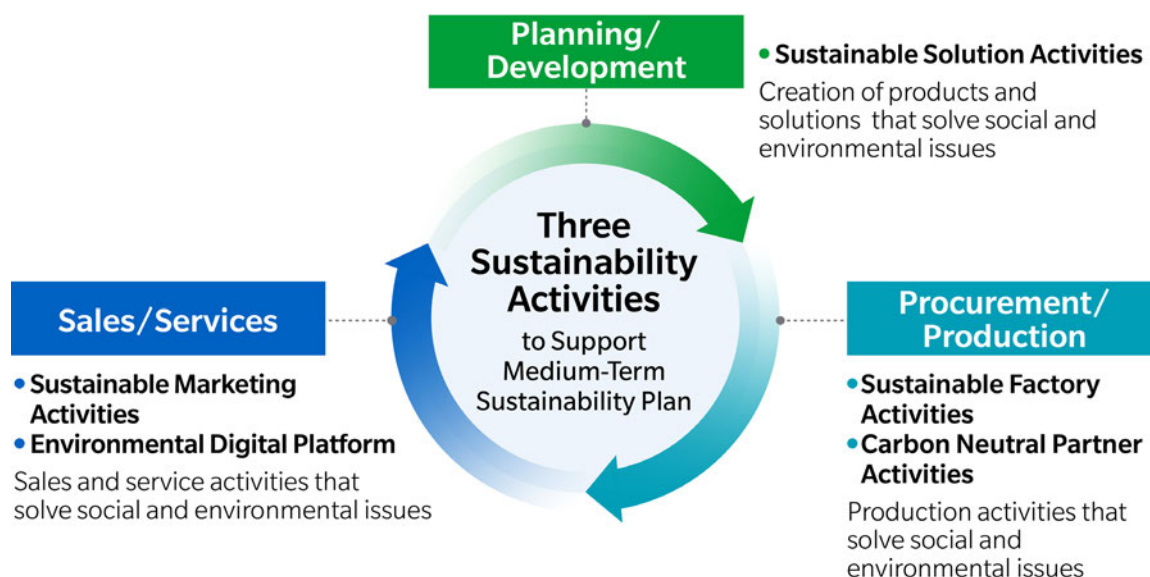 Planning/
Development
• Sustainable Solution Activities
Creation of products and
solutions that solve social and
environmental issues
Three
Sustainability
Activities
to Support
Medium-Term
Sustainability Plan
Sales/Services
• Sustainable Marketing
Activities
• Environmental Digital Platform
Sales and service activities that
solve social and environmental issues
Procurement/
Production
• Sustainable Factory
Activities
• Carbon Neutral Partner
Activities
Production activities that
solve social and
environmental issues